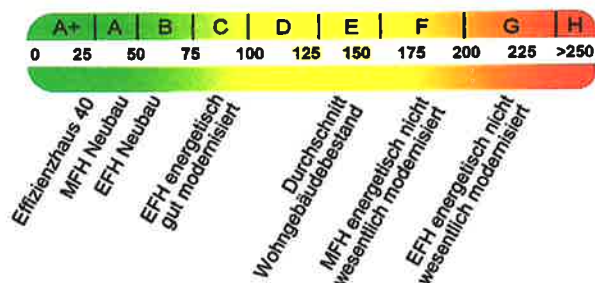 A+ A B C D E F G H
0 25 50 75 100 125 150 175 200 225 >250
Effizienzhaus 40
MFH Neubau
EFH Neubau
EFH energetisch
gut modernisiert
Durchschnitt
Wohngebäudebestand
MFH energetisch nicht
wesentlich modernisiert
EFH energetisch nicht
wesentlich modernisiert